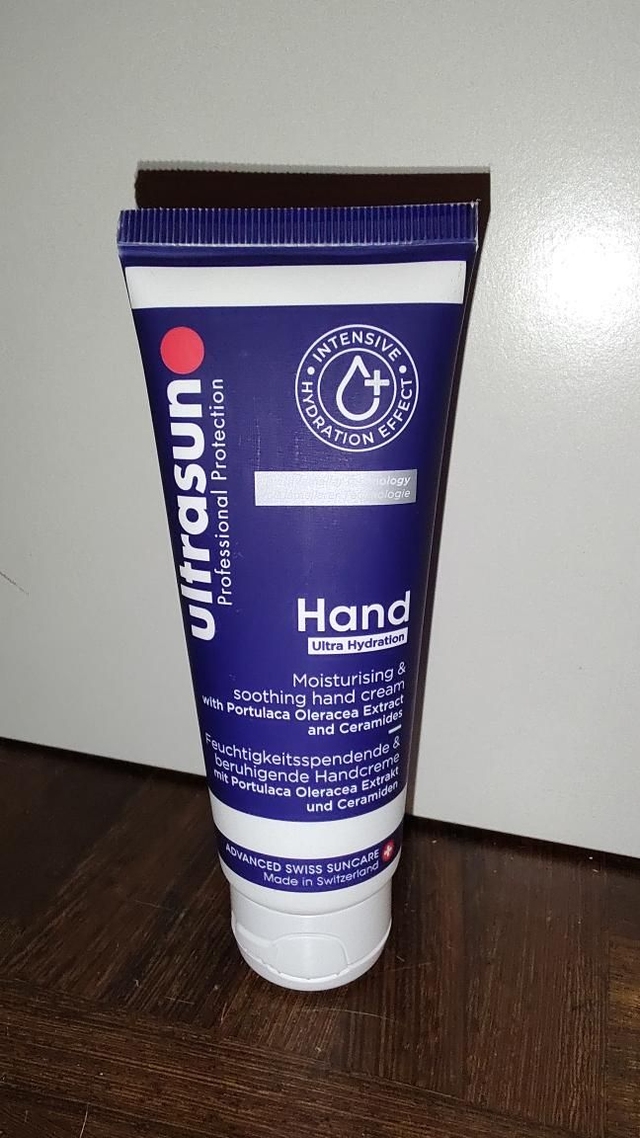 ultrasun
Professional Protection
INTENSIVE
HYDRATION EFFECT
Hand
Ultra Hydration
Moisturising &
soothing hand cream
with Portulaca Oleracea Extract
and Ceramides
Feuchtigkeitsspendende &
beruhigende Handcreme
mit Portulaca Oleracea Extrakt
und Ceramiden
ADVANCED SWISS SUNCARE
Made in Switzerland